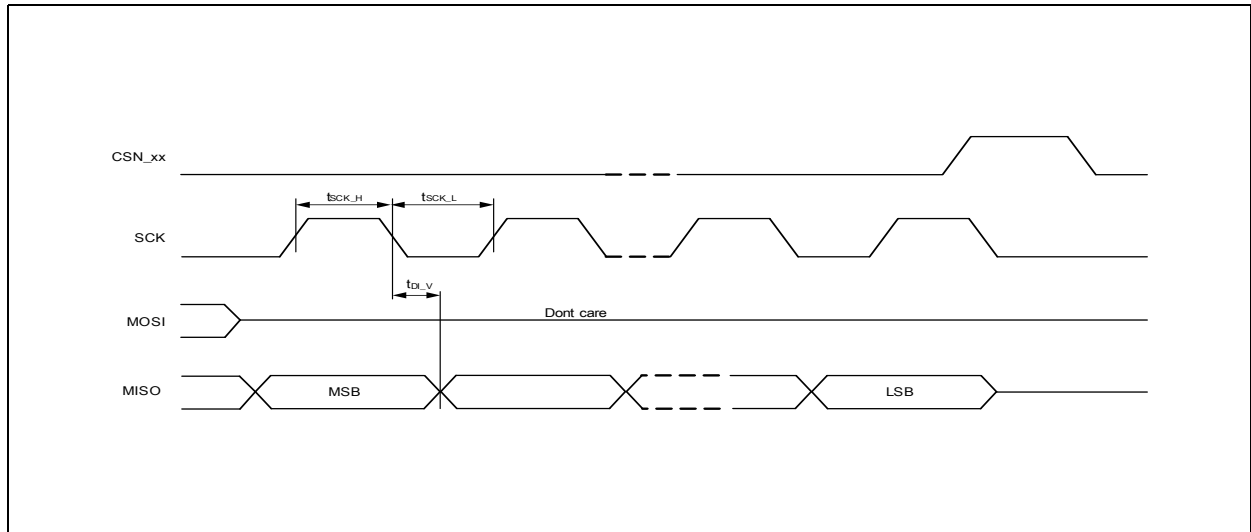 CSN_xx
tSCK_H
tSCK_L
SCK
tDI_V
MOSI
Dont care
MISO
MSB
LSB